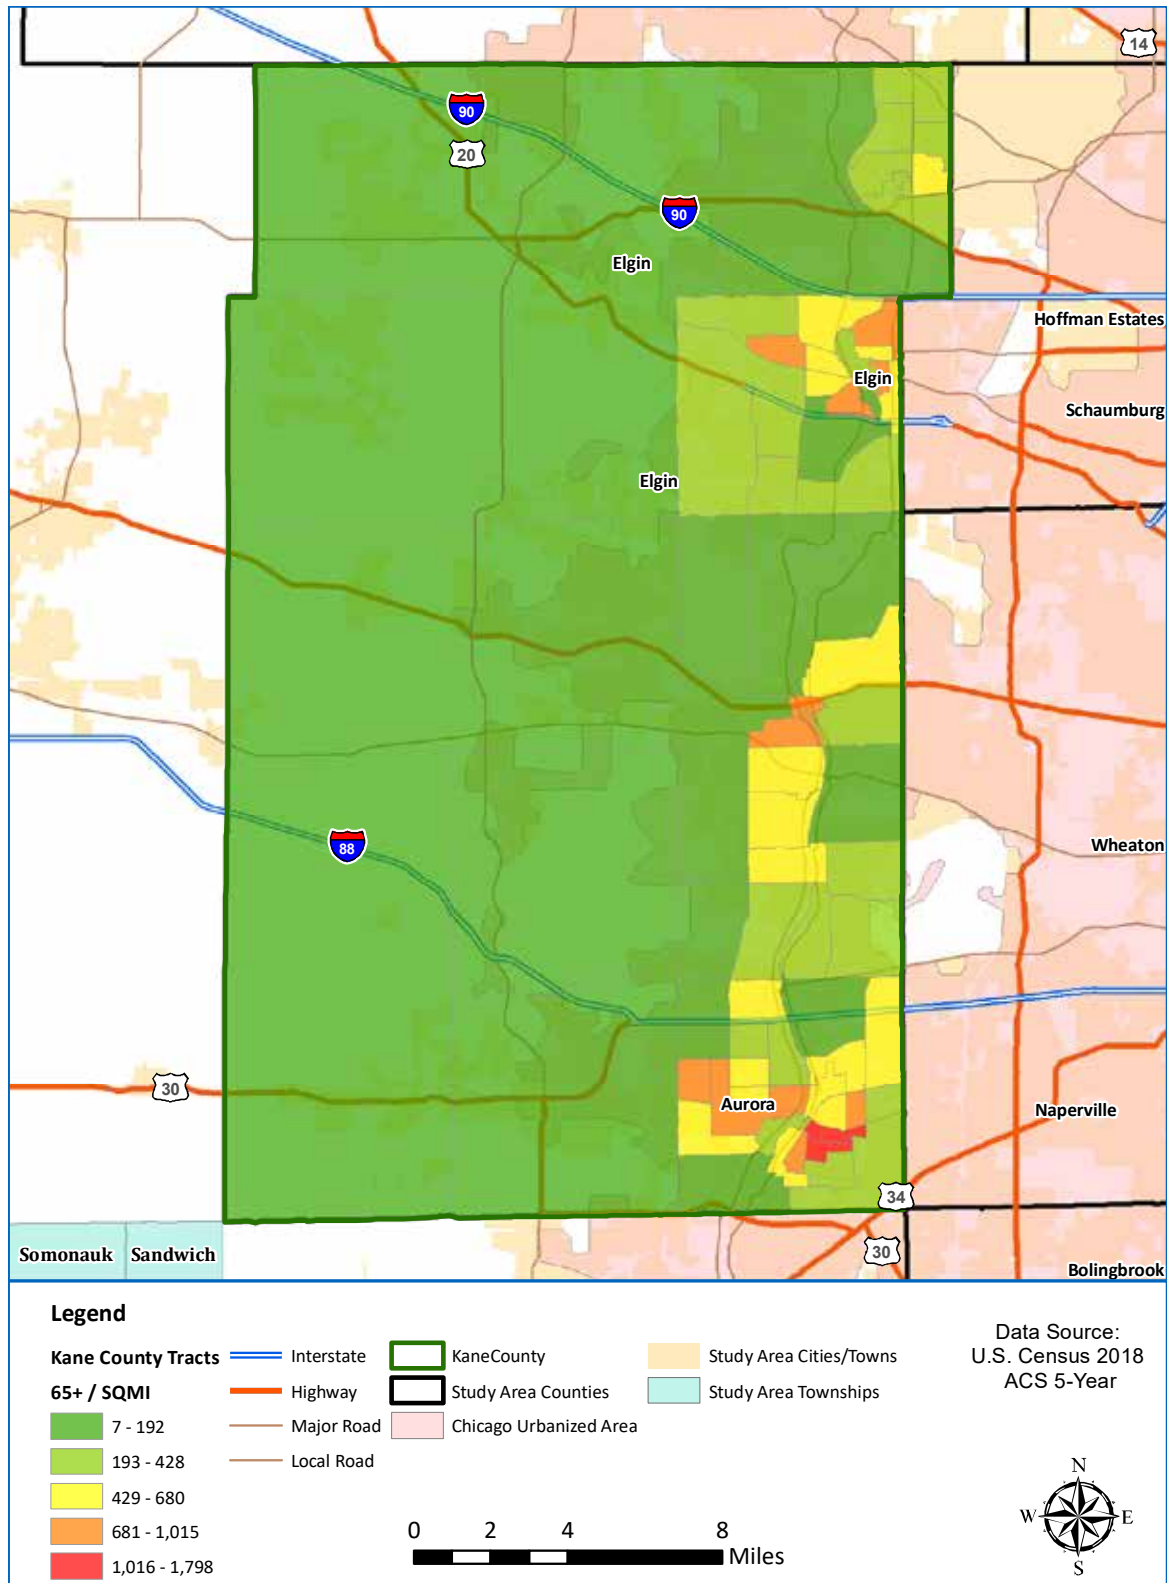 14
90
20
90
Elgin
Hoffman Estates
Elgin
Schaumburg
Elgin
88
Wheaton
30
Aurora
Naperville
34
Somonauk
Sandwich
30
Bolingbrook
Legend
Kane County Tracts
65+ / SQMI
7 - 192
193 - 428
429 - 680
681 - 1,015
1,016 - 1,798
Interstate
Highway
Major Road
Local Road
KaneCounty
Study Area Counties
Chicago Urbanized Area
Study Area Cities/Towns
Study Area Townships
0 2 4 8
Miles
Data Source:
U.S. Census 2018
ACS 5-Year
N
W E
S